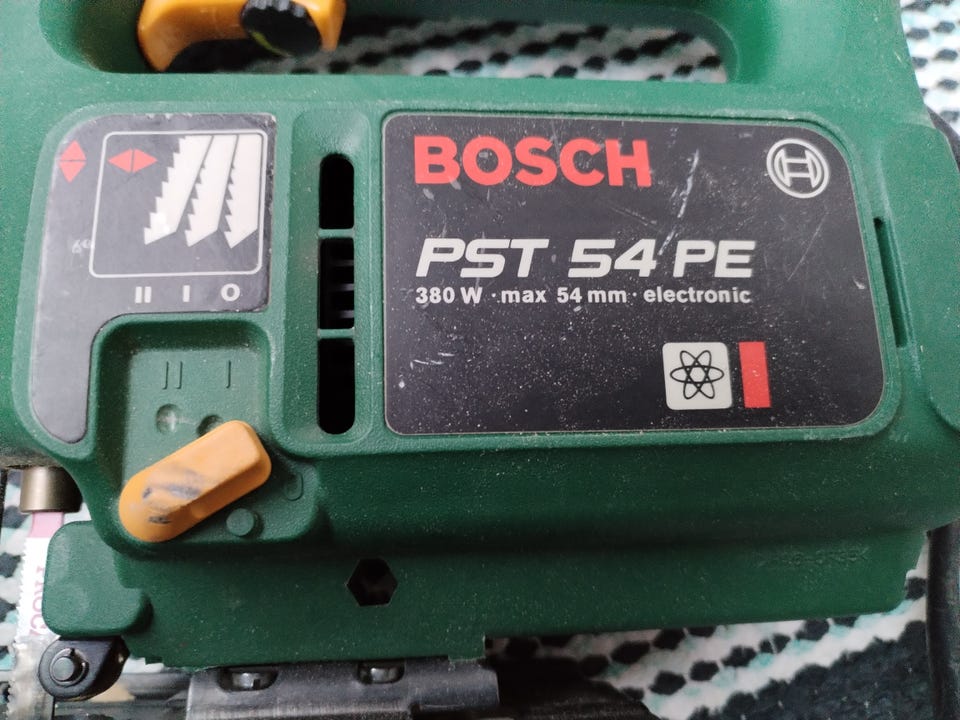 BOSCH
PST 54 PE
380 W · max 54 mm · electronic
II I O
II I
O